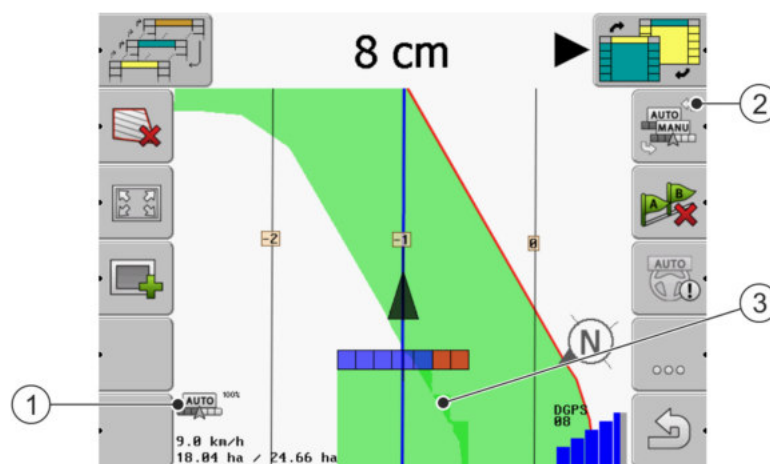 8 cm
AUTO
MANU
2
A B
-2
-1
0
AUTO
3
N
1
AUTO 100%
DGPS
08
9.0 km/h
18.04 ha / 24.66 ha